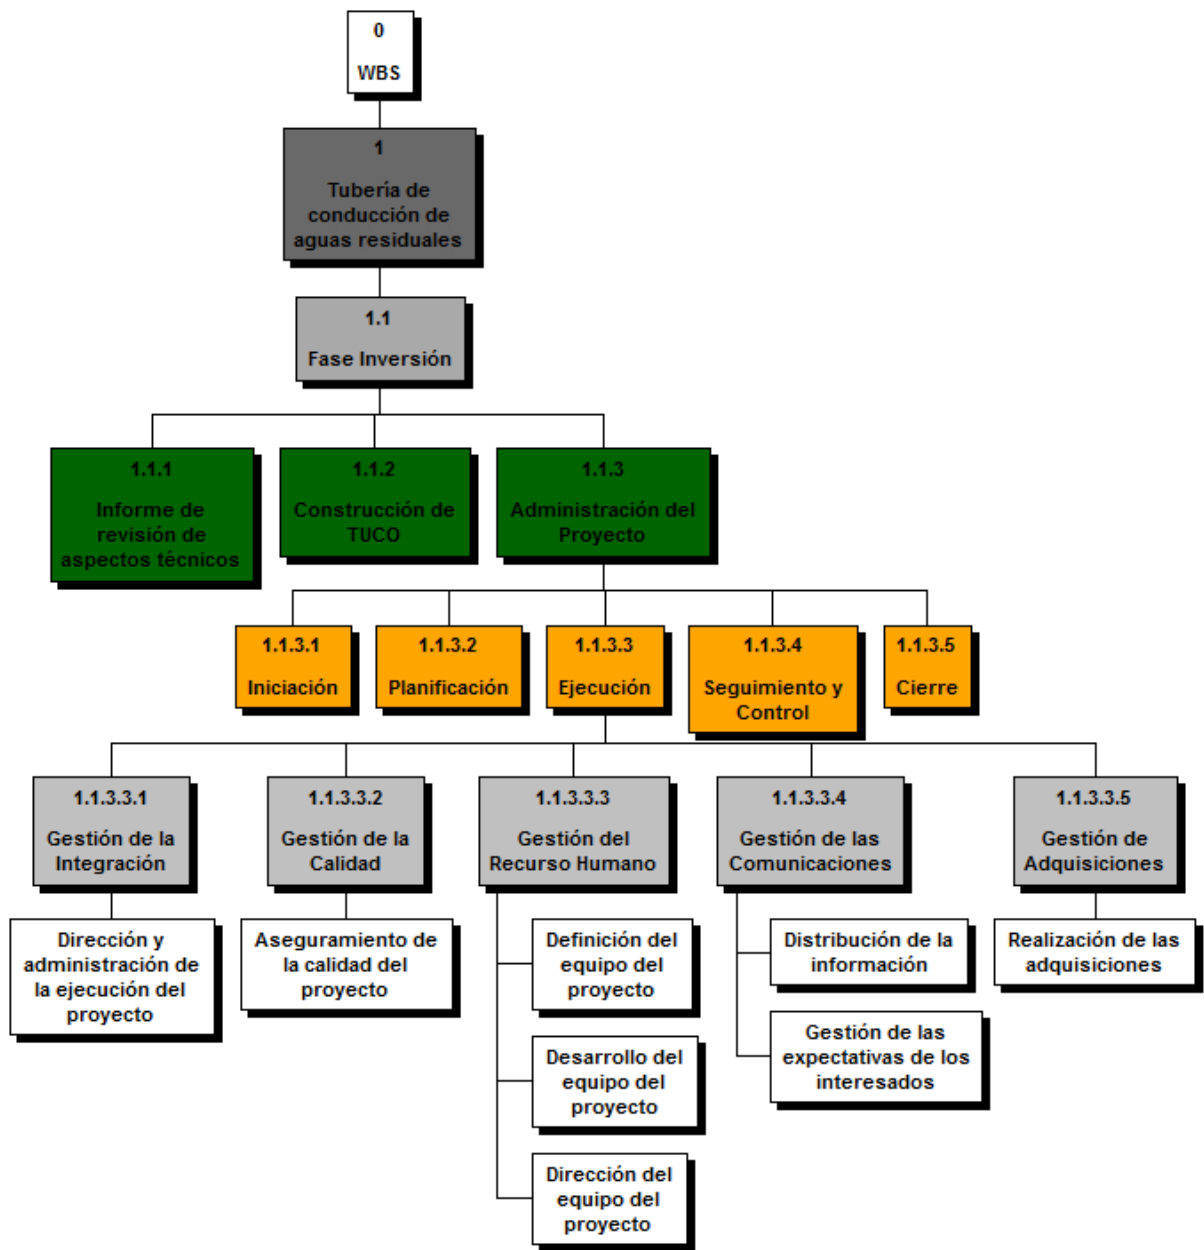 0
WBS
1
Tubería de
conducción de
aguas residuales
1.1
Fase Inversión
1.1.1
Informe de
revisión de
aspectos técnicos
1.1.2
Construcción de
TUCO
1.1.3
Administración del
Proyecto
1.1.3.1
Iniciación
1.1.3.2
Planificación
1.1.3.3
Ejecución
1.1.3.4
Seguimiento y
Control
1.1.3.5
Cierre
1.1.3.3.1
Gestión de la
Integración
1.1.3.3.2
Gestión de la
Calidad
1.1.3.3.3
Gestión del
Recurso Humano
1.1.3.3.4
Gestión de las
Comunicaciones
1.1.3.3.5
Gestión de
Adquisiciones
Dirección y
administración de
la ejecución del
proyecto
Aseguramiento de
la calidad del
proyecto
Definición del
equipo del
proyecto
Desarrollo del
equipo del
proyecto
Dirección del
equipo del
proyecto
Distribución de la
información
Gestión de las
expectativas de los
interesados
Realización de las
adquisiciones